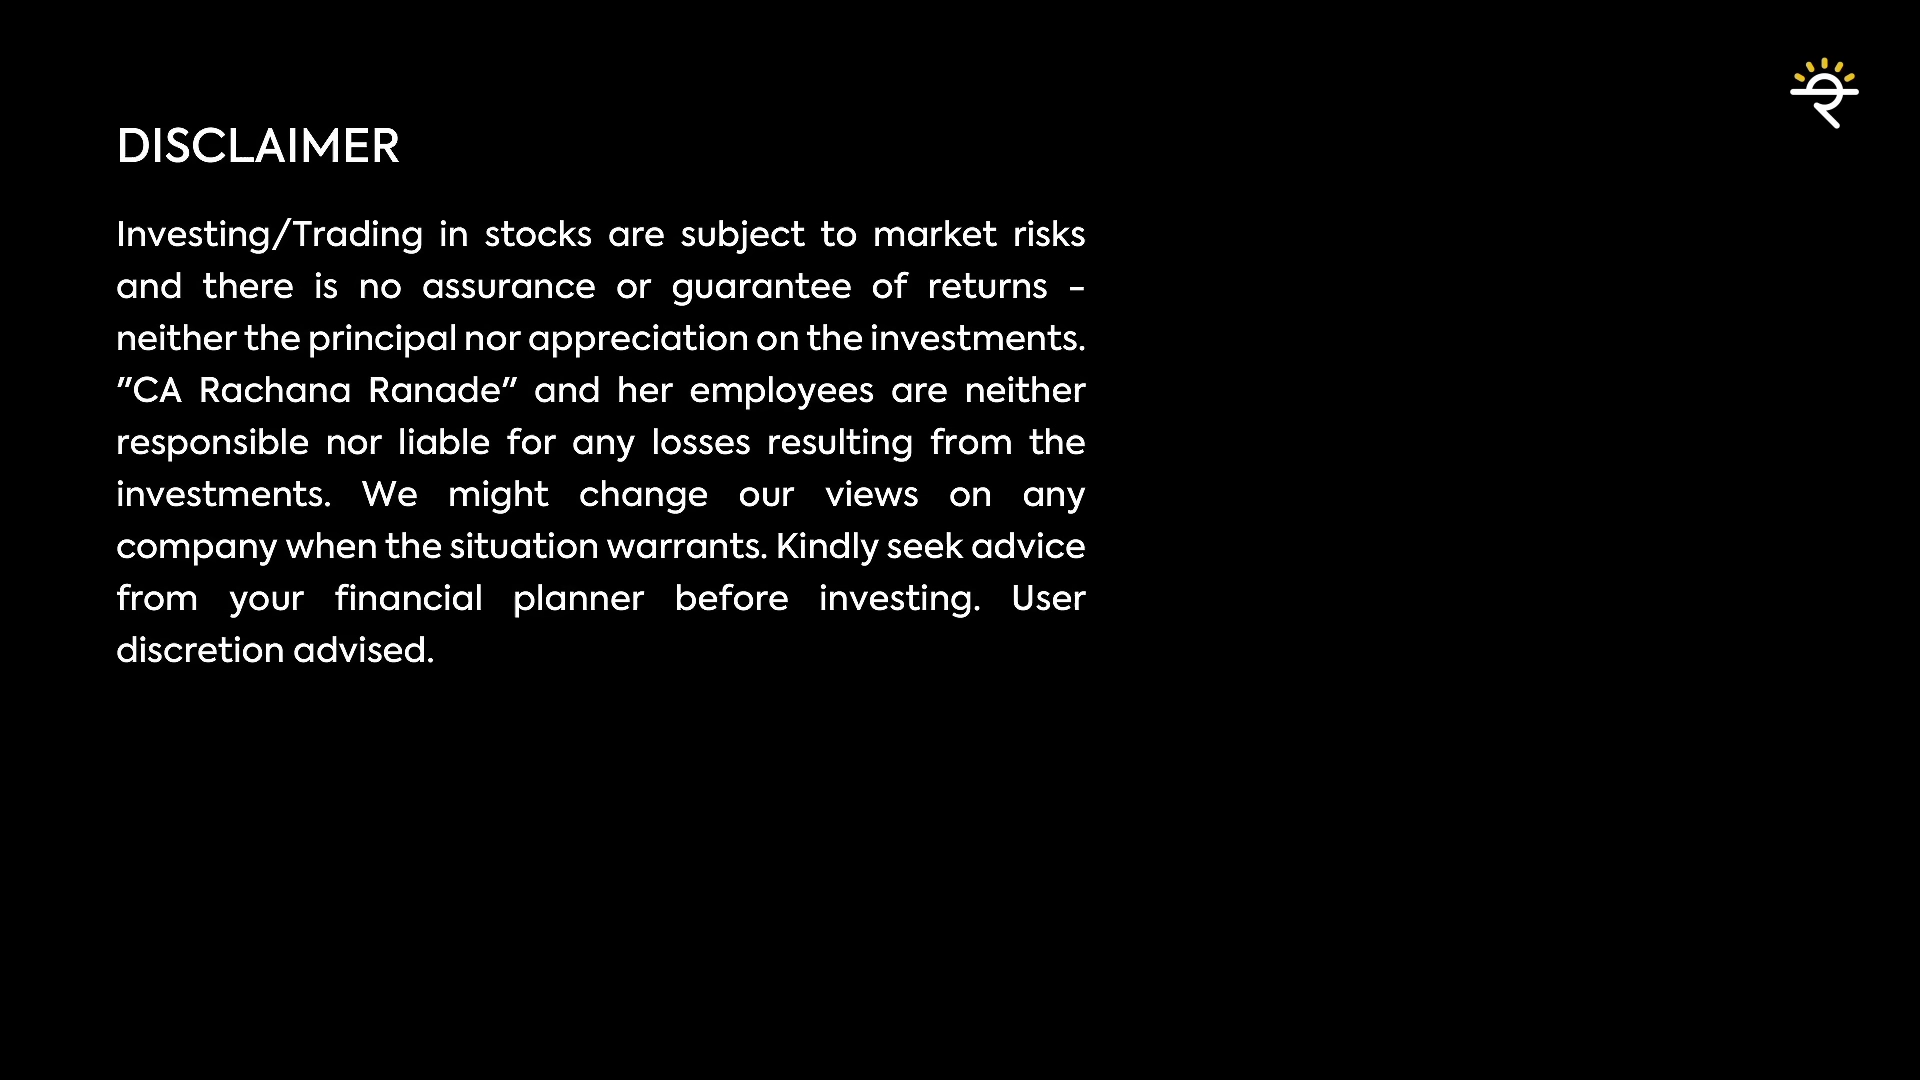 DISCLAIMER
Investing/Trading in stocks are subject to market risks
and there is no assurance or guarantee of returns -
neither the principal nor appreciation on the investments.
"CA Rachana Ranade" and her employees are neither
responsible nor liable for any losses resulting from the
investments. We might change our views on any
company when the situation warrants. Kindly seek advice
from your financial planner before investing. User
discretion advised.